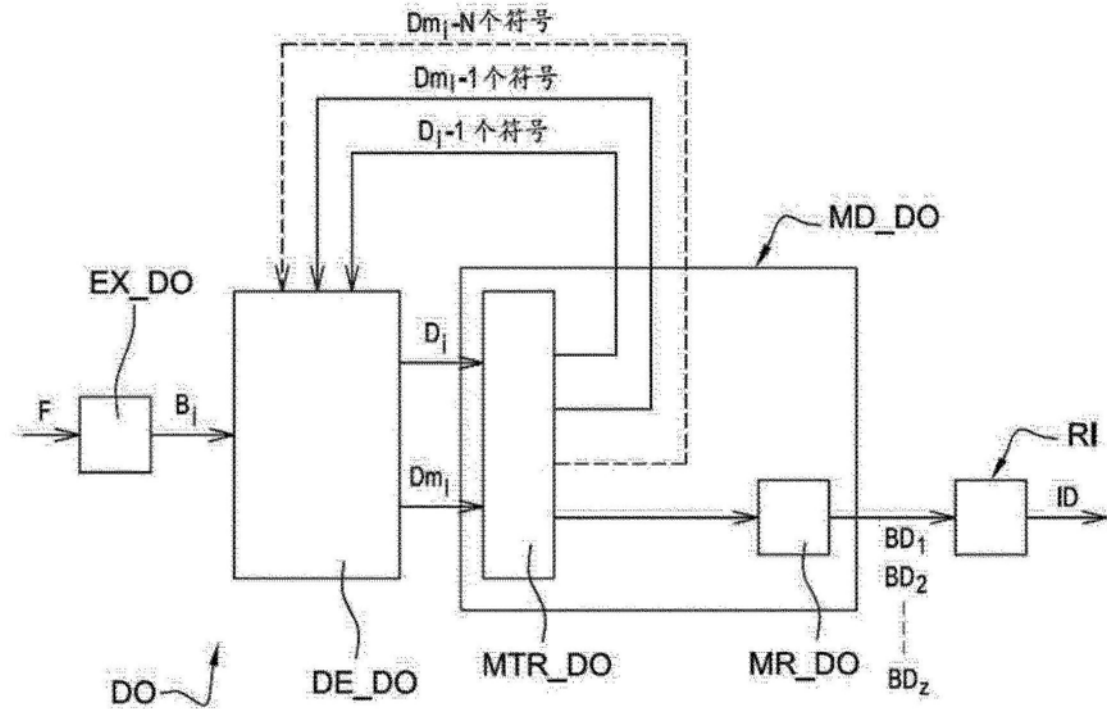 Dmᵢ-N个符号
Dmᵢ-1个符号
Dᵢ-1个符号
MD_DO
EX_DO
Dᵢ
F
Bᵢ
RI
Dmᵢ
ID
BD₁
BD₂
BD_z
DO
DE_DO
MTR_DO
MR_DO